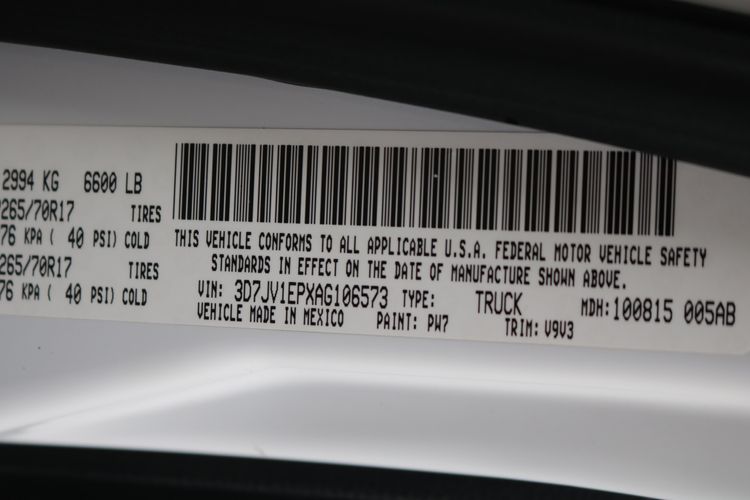 2994 KG 6600 LB
265/70R17 TIRES
76 KPA ( 40 PSI) COLD
265/70R17 TIRES
76 KPA ( 40 PSI) COLD
THIS VEHICLE CONFORMS TO ALL APPLICABLE U.S.A. FEDERAL MOTOR VEHICLE SAFETY
STANDARDS IN EFFECT ON THE DATE OF MANUFACTURE SHOWN ABOVE.
VIN: 3D7JV1EPXAG106573 TYPE: TRUCK MDH:100815 005AB
VEHICLE MADE IN MEXICO PAINT: PW7 TRIM: V9V3